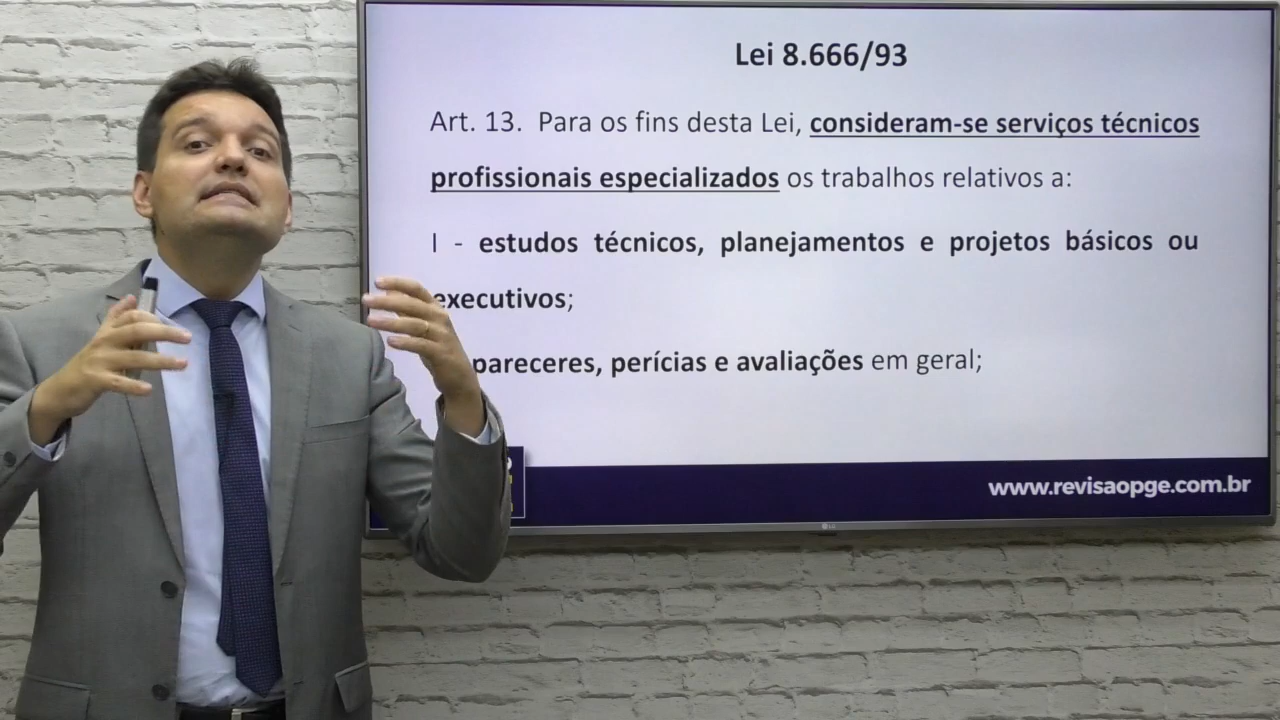 Lei 8.666/93
Art. 13. Para os fins desta Lei, consideram-se serviços técnicos
profissionais especializados os trabalhos relativos a:
I - estudos técnicos, planejamentos e projetos básicos ou
executivos;
pareceres, perícias e avaliações em geral;
www.revisaopge.com.br
LG